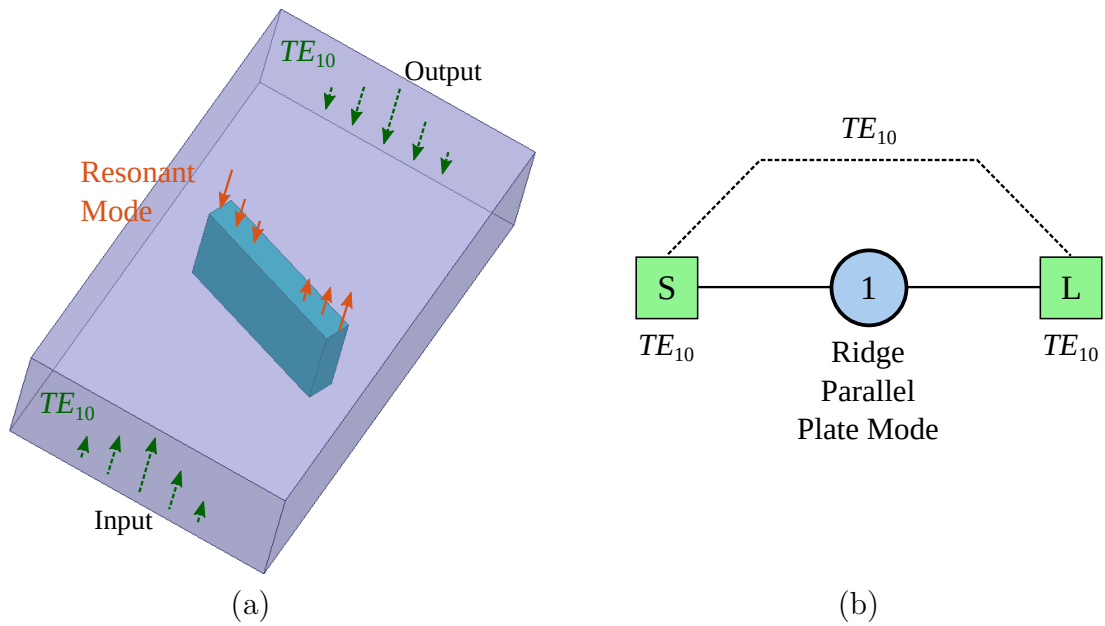 TE10
Output
Resonant
Mode
TE10
Input
(a)
TE10
S
1
L
TE10
TE10
Ridge
Parallel
Plate Mode
(b)